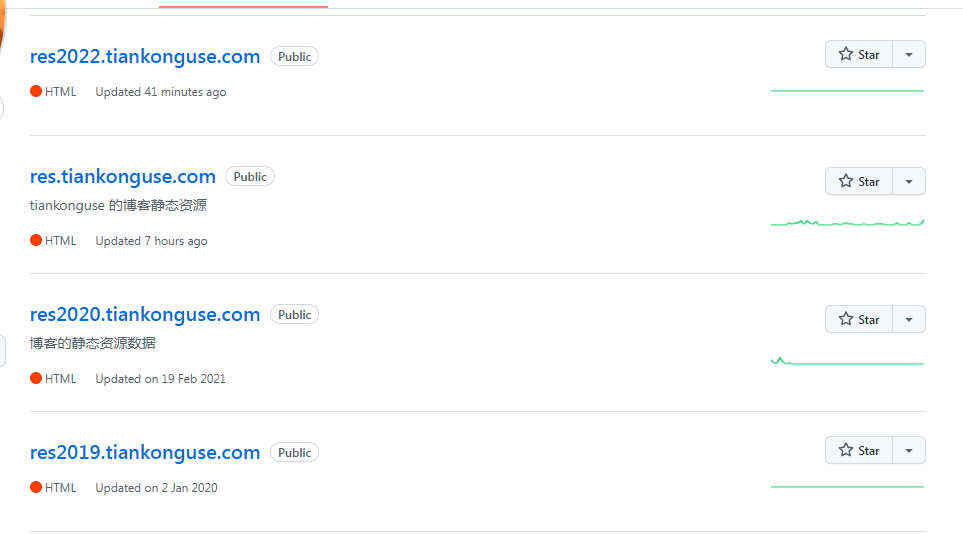 res2022.tiankonguse.com Public Star
HTML Updated 41 minutes ago
res.tiankonguse.com Public Star
tiankonguse 的博客静态资源
HTML Updated 7 hours ago
res2020.tiankonguse.com Public Star
博客的静态资源数据
HTML Updated on 19 Feb 2021
res2019.tiankonguse.com Public Star
HTML Updated on 2 Jan 2020